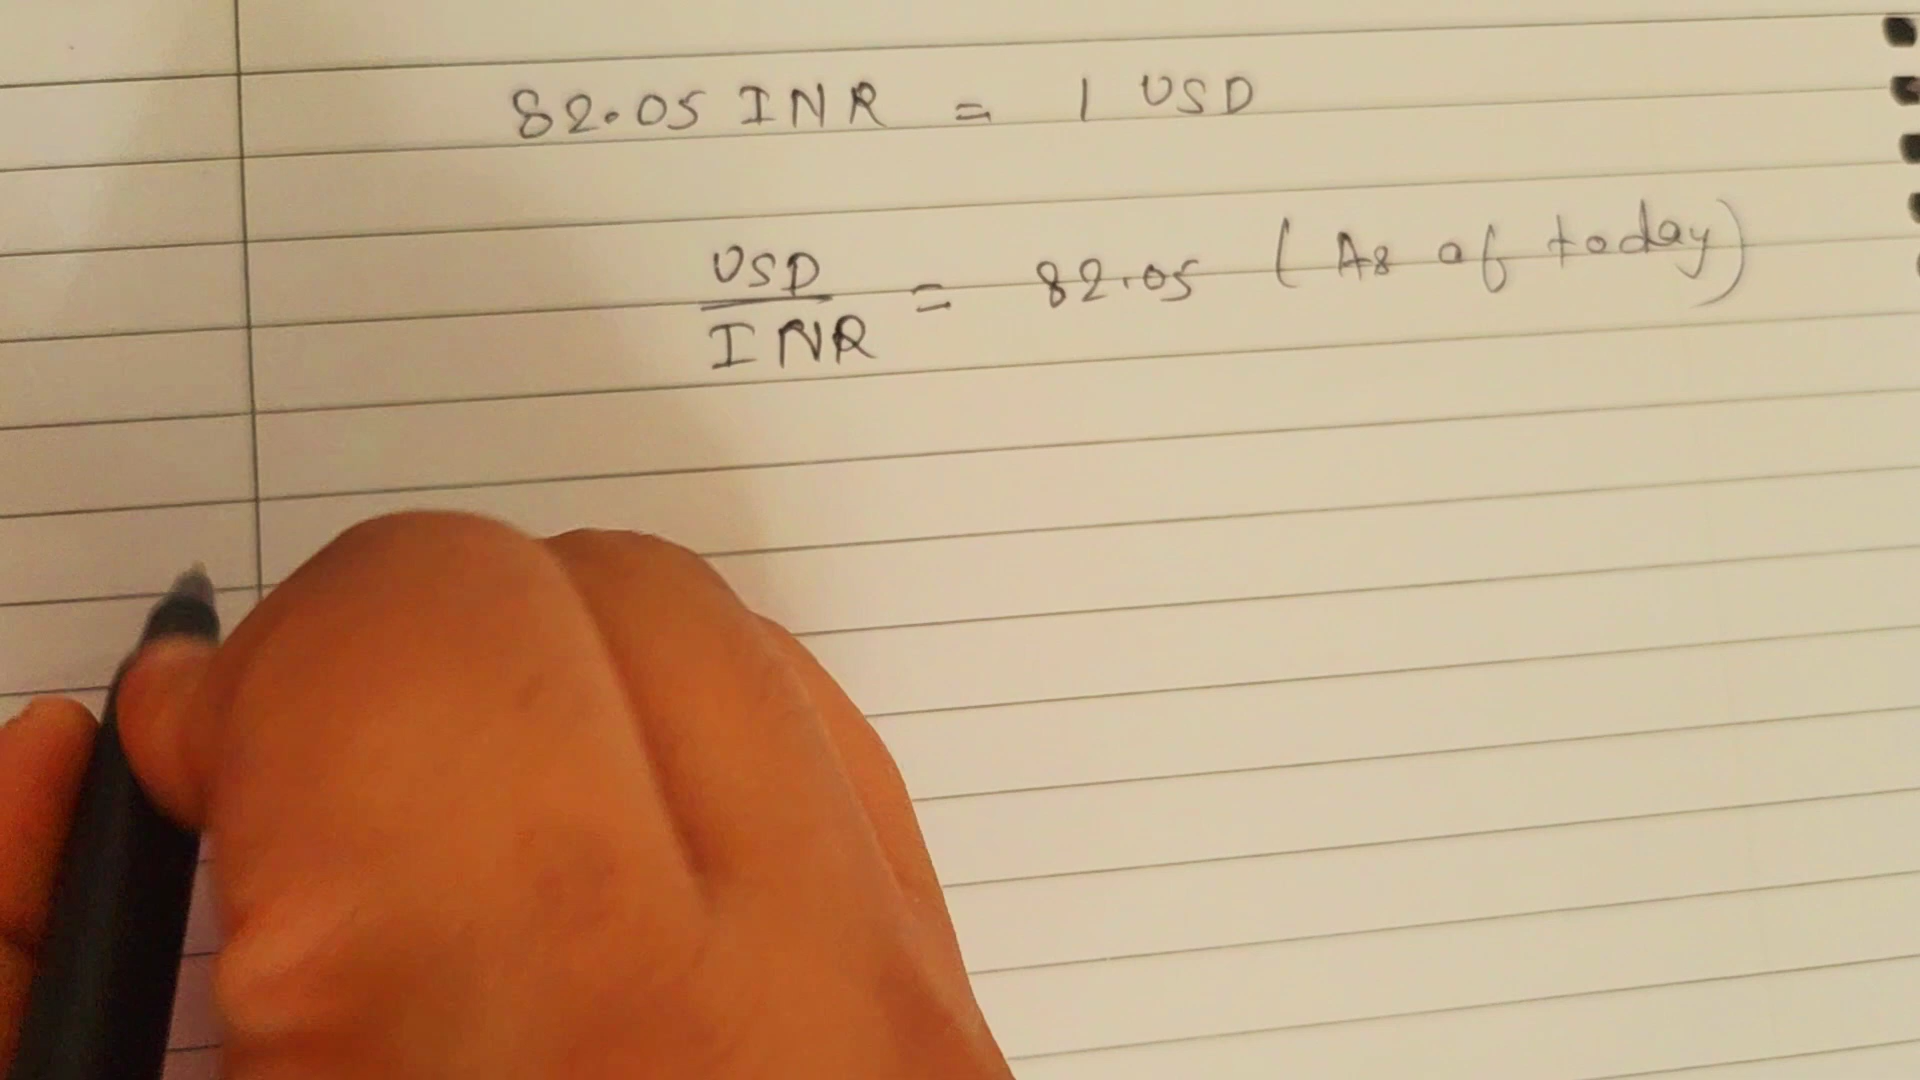 82.05 INR = 1 USD
USD
INR = 82.05 (As of today)